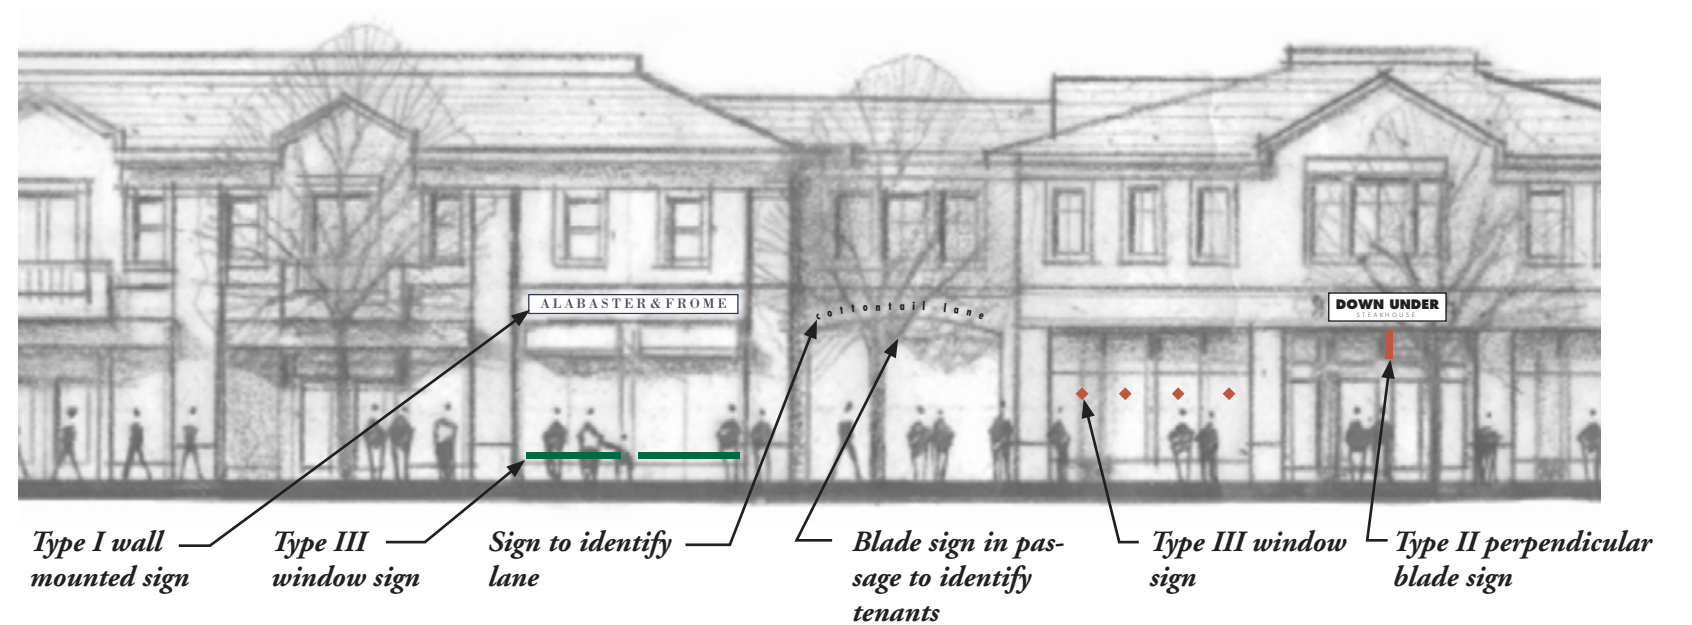 ALABASTER&FROME
cottontail lane
DOWN UNDER
STEAKHOUSE
Type I wall
mounted sign
Type III
window sign
Sign to identify
lane
Blade sign in pas-
sage to identify
tenants
Type III window
sign
Type II perpendicular
blade sign